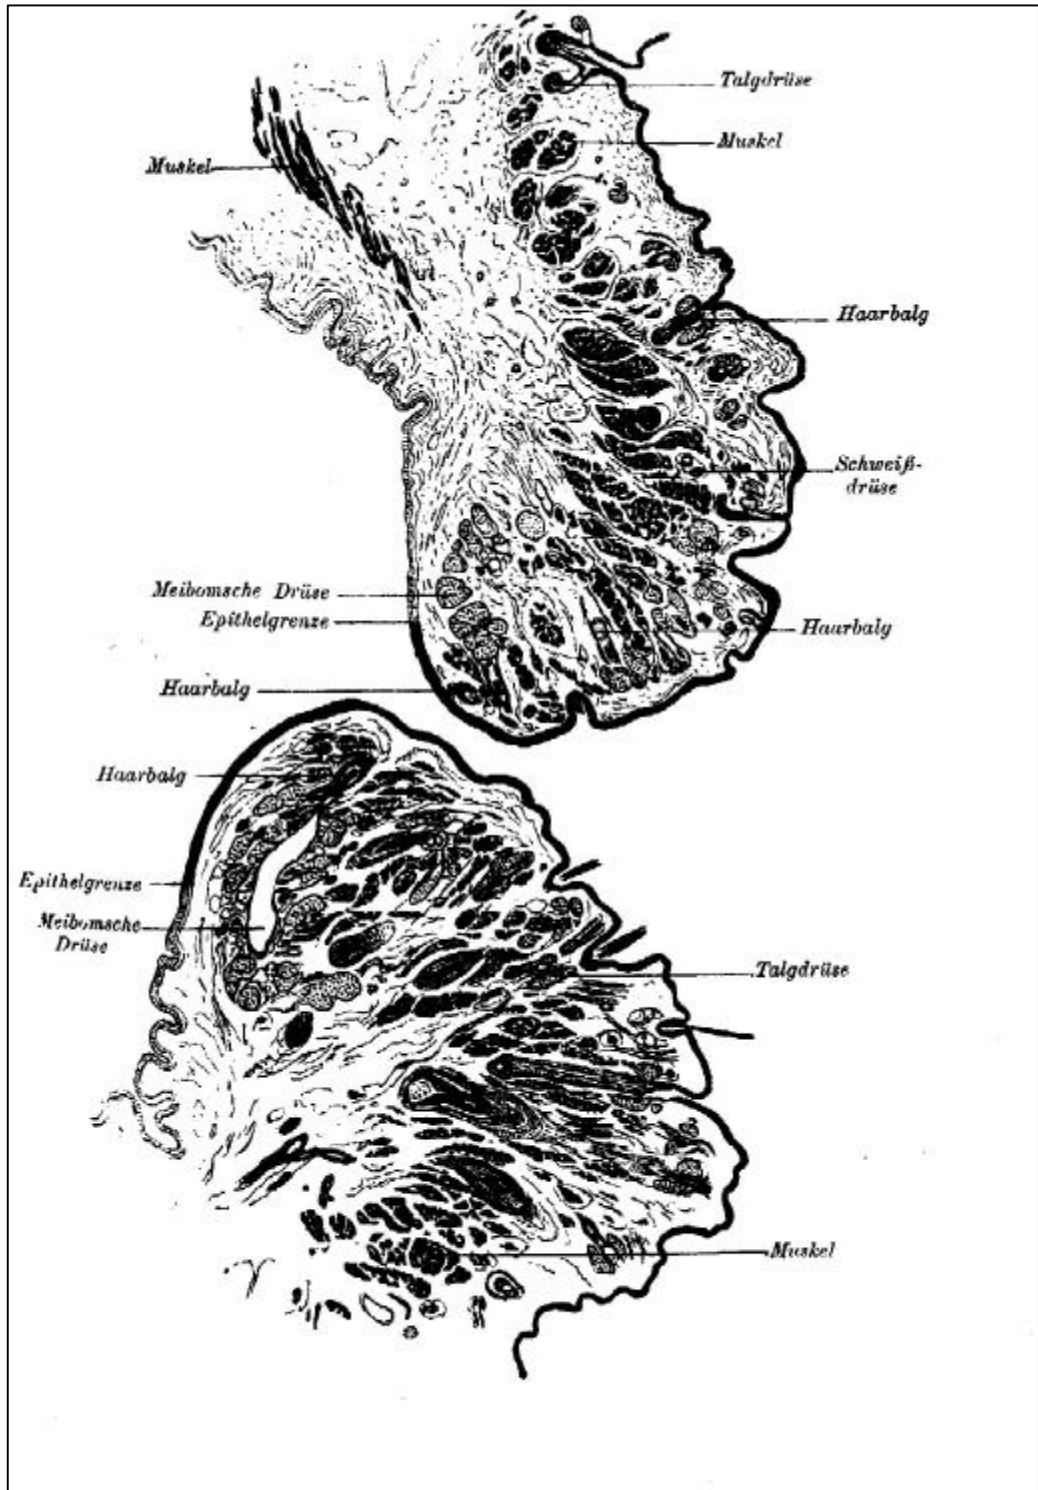 Talgdrüse
Muskel
Muskel
Haarbalg
Schweiß-
drüse
Meibomsche Drüse
Epithelgrenze
Haarbalg
Haarbalg
Haarbalg
Epithelgrenze
Meibomsche
Drüse
Talgdrüse
Muskel